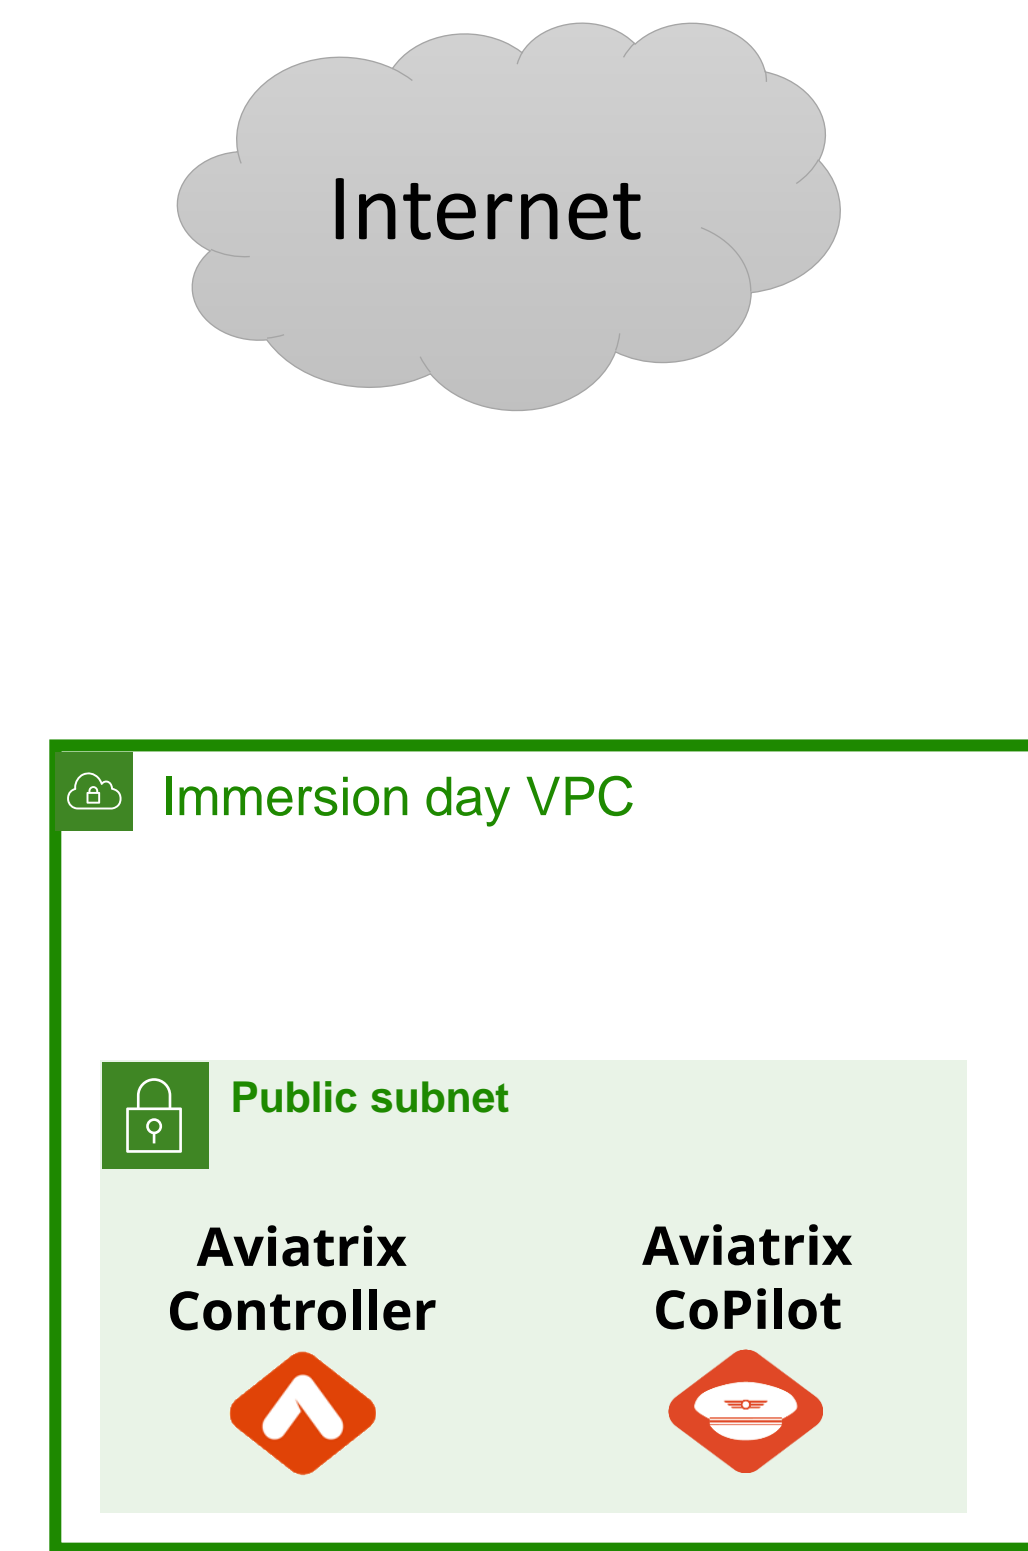 Internet
Immersion day VPC
Public subnet
Aviatrix
Controller
Aviatrix
CoPilot